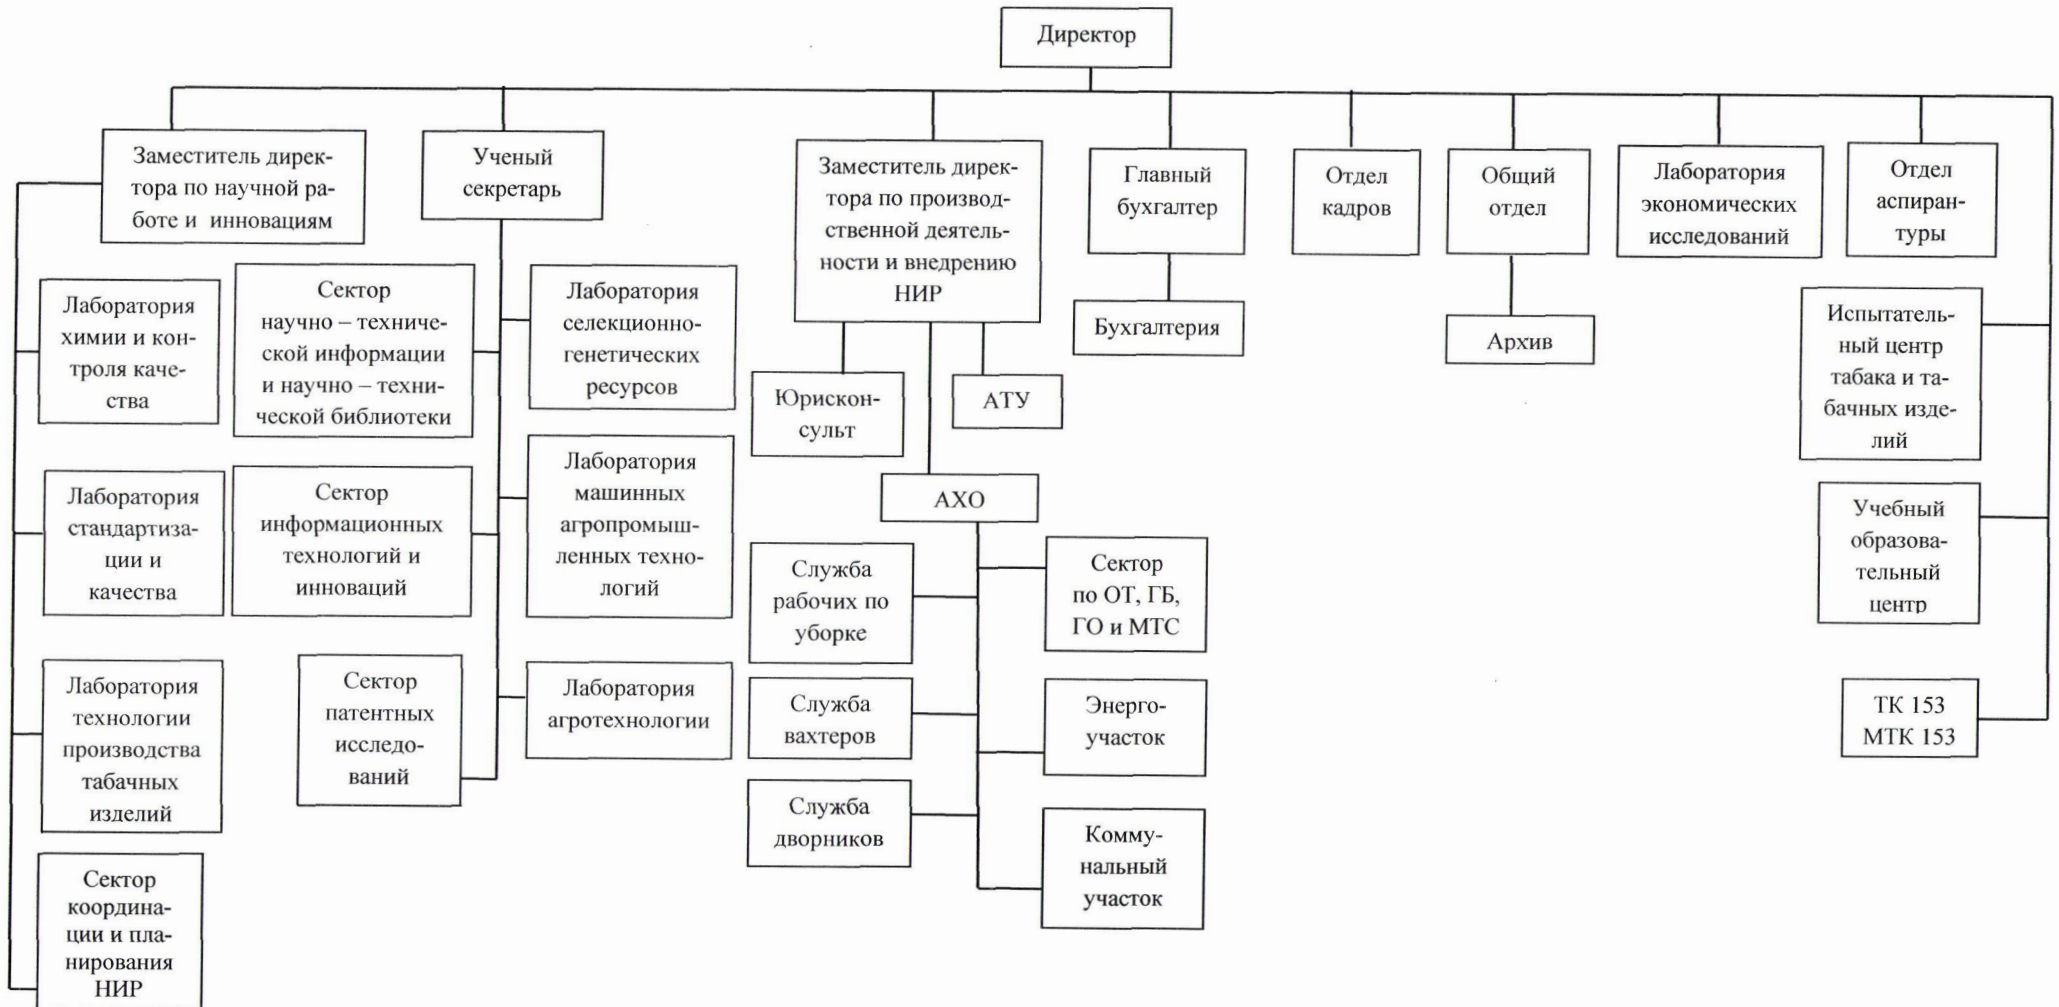 Директор
Заместитель дирек-
тора по научной ра-
боте и инновациям
Ученый
секретарь
Заместитель дирек-
тора по производ-
ственной деятель-
ности и внедрению
НИР
Главный
бухгалтер
Отдел
кадров
Общий
отдел
Лаборатория
экономических
исследований
Отдел
аспиран-
туры
Лаборатория
химии и кон-
троля каче-
ства
Сектор
научно – техниче-
ской информации
и научно – техни-
ческой библиотеки
Лаборатория
селекционно-
генетических
ресурсов
Юрискон-
сульт
АТУ
Бухгалтерия
Архив
Испытатель-
ный центр
табака и та-
бачных изде-
лий
Лаборатория
стандартиза-
ции и
качества
Сектор
информационных
технологий и
инноваций
Лаборатория
машинных
агропромыш-
ленных техно-
логий
АХО
Служба
рабочих по
уборке
Сектор
по ОТ, ГБ,
ГО и МТС
Учебный
образова-
тельный
центр
Лаборатория
технологии
производства
табачных
изделий
Сектор
патентных
исследо-
ваний
Лаборатория
агротехнологии
Служба
вахтеров
Энерго-
участок
ТК 153
МТК 153
Служба
дворников
Комму-
нальный
участок
Сектор
координа-
ции и пла-
нирования
НИР